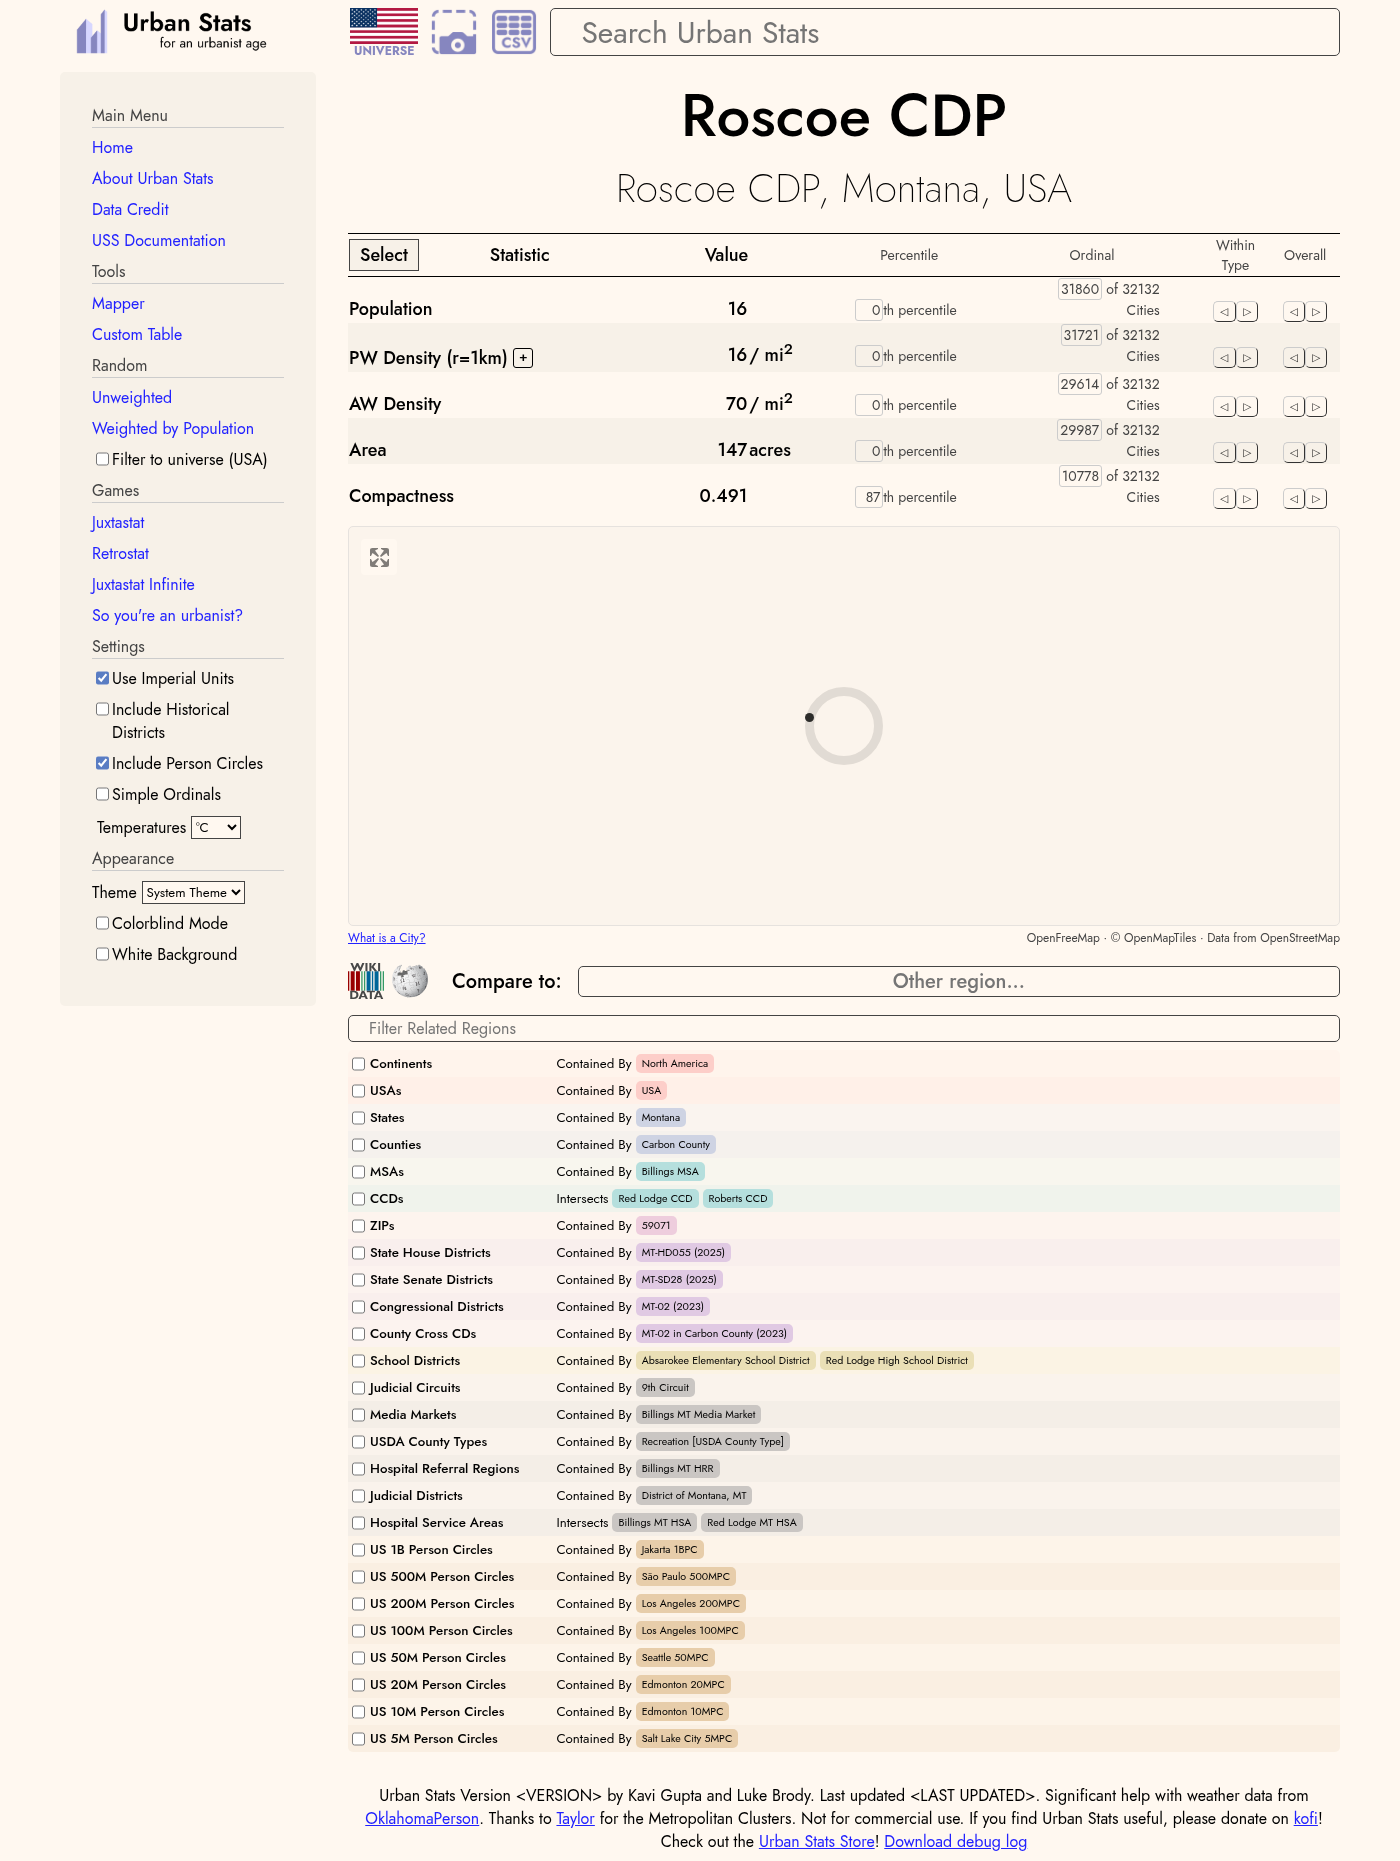 Urban Stats
for an urbanist age
UNIVERSE
CSV
Search Urban Stats
Main Menu
Home
About Urban Stats
Data Credit
USS Documentation
Tools
Mapper
Custom Table
Random
Unweighted
Weighted by Population
Filter to universe (USA)
Games
Juxtastat
Retrostat
Juxtastat Infinite
So you're an urbanist?
Settings
Use Imperial Units
Include Historical
Districts
Include Person Circles
Simple Ordinals
Temperatures °C
Appearance
Theme System Theme
Colorblind Mode
White Background
Roscoe CDP
Roscoe CDP, Montana, USA
Select Statistic Value Percentile Ordinal Within Type Overall
Population 16 0th percentile 31860 of 32132 Cities ◁ ▷ ◁ ▷
PW Density (r=1km) + 16 / mi² 0th percentile 31721 of 32132 Cities ◁ ▷ ◁ ▷
AW Density 70 / mi² 0th percentile 29614 of 32132 Cities ◁ ▷ ◁ ▷
Area 147 acres 0th percentile 29987 of 32132 Cities ◁ ▷ ◁ ▷
Compactness 0.491 87th percentile 10778 of 32132 Cities ◁ ▷ ◁ ▷
What is a City? OpenFreeMap · © OpenMapTiles · Data from OpenStreetMap
WIKI
DATA
Compare to: Other region...
Filter Related Regions
Continents Contained By North America
USAs Contained By USA
States Contained By Montana
Counties Contained By Carbon County
MSAs Contained By Billings MSA
CCDs Intersects Red Lodge CCD Roberts CCD
ZIPs Contained By 59071
State House Districts Contained By MT-HD055 (2025)
State Senate Districts Contained By MT-SD28 (2025)
Congressional Districts Contained By MT-02 (2023)
County Cross CDs Contained By MT-02 in Carbon County (2023)
School Districts Contained By Absarokee Elementary School District Red Lodge High School District
Judicial Circuits Contained By 9th Circuit
Media Markets Contained By Billings MT Media Market
USDA County Types Contained By Recreation [USDA County Type]
Hospital Referral Regions Contained By Billings MT HRR
Judicial Districts Contained By District of Montana, MT
Hospital Service Areas Intersects Billings MT HSA Red Lodge MT HSA
US 1B Person Circles Contained By Jakarta 1BPC
US 500M Person Circles Contained By São Paulo 500MPC
US 200M Person Circles Contained By Los Angeles 200MPC
US 100M Person Circles Contained By Los Angeles 100MPC
US 50M Person Circles Contained By Seattle 50MPC
US 20M Person Circles Contained By Edmonton 20MPC
US 10M Person Circles Contained By Edmonton 10MPC
US 5M Person Circles Contained By Salt Lake City 5MPC
Urban Stats Version <VERSION> by Kavi Gupta and Luke Brody. Last updated <LAST UPDATED>. Significant help with weather data from
OklahomaPerson. Thanks to Taylor for the Metropolitan Clusters. Not for commercial use. If you find Urban Stats useful, please donate on kofi!
Check out the Urban Stats Store! Download debug log